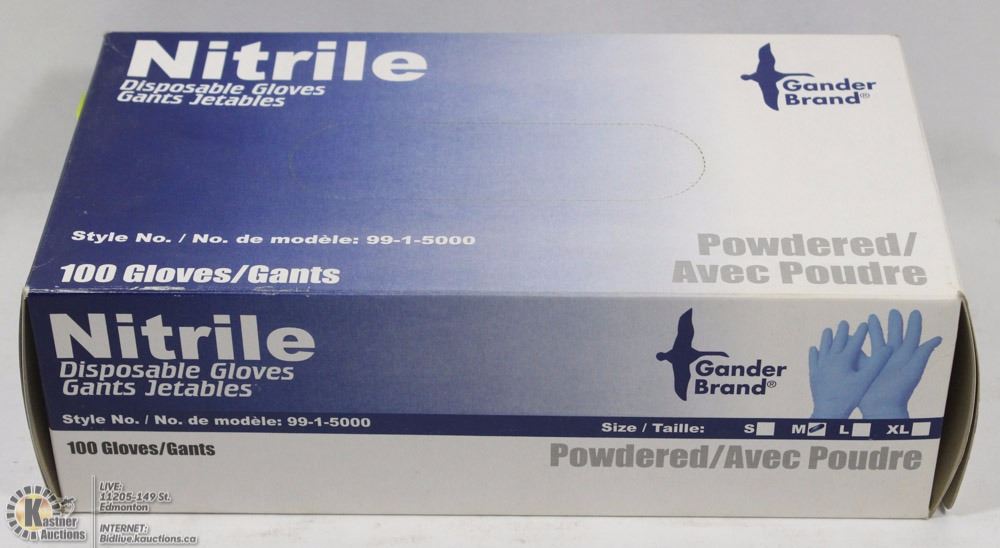 Nitrile
Disposable Gloves
Gants Jetables
Gander
Brand®
Style No. / No. de modèle: 99-1-5000
100 Gloves/Gants
Powdered/
Avec Poudre
Nitrile
Disposable Gloves
Gants Jetables
Gander
Brand®
Style No. / No. de modèle: 99-1-5000
Size / Taille: S M L XL
100 Gloves/Gants
Powdered/Avec Poudre
Kastner
Auctions
LIVE:
11205-149 St.
Edmonton
INTERNET:
Bidlive.kauctions.ca